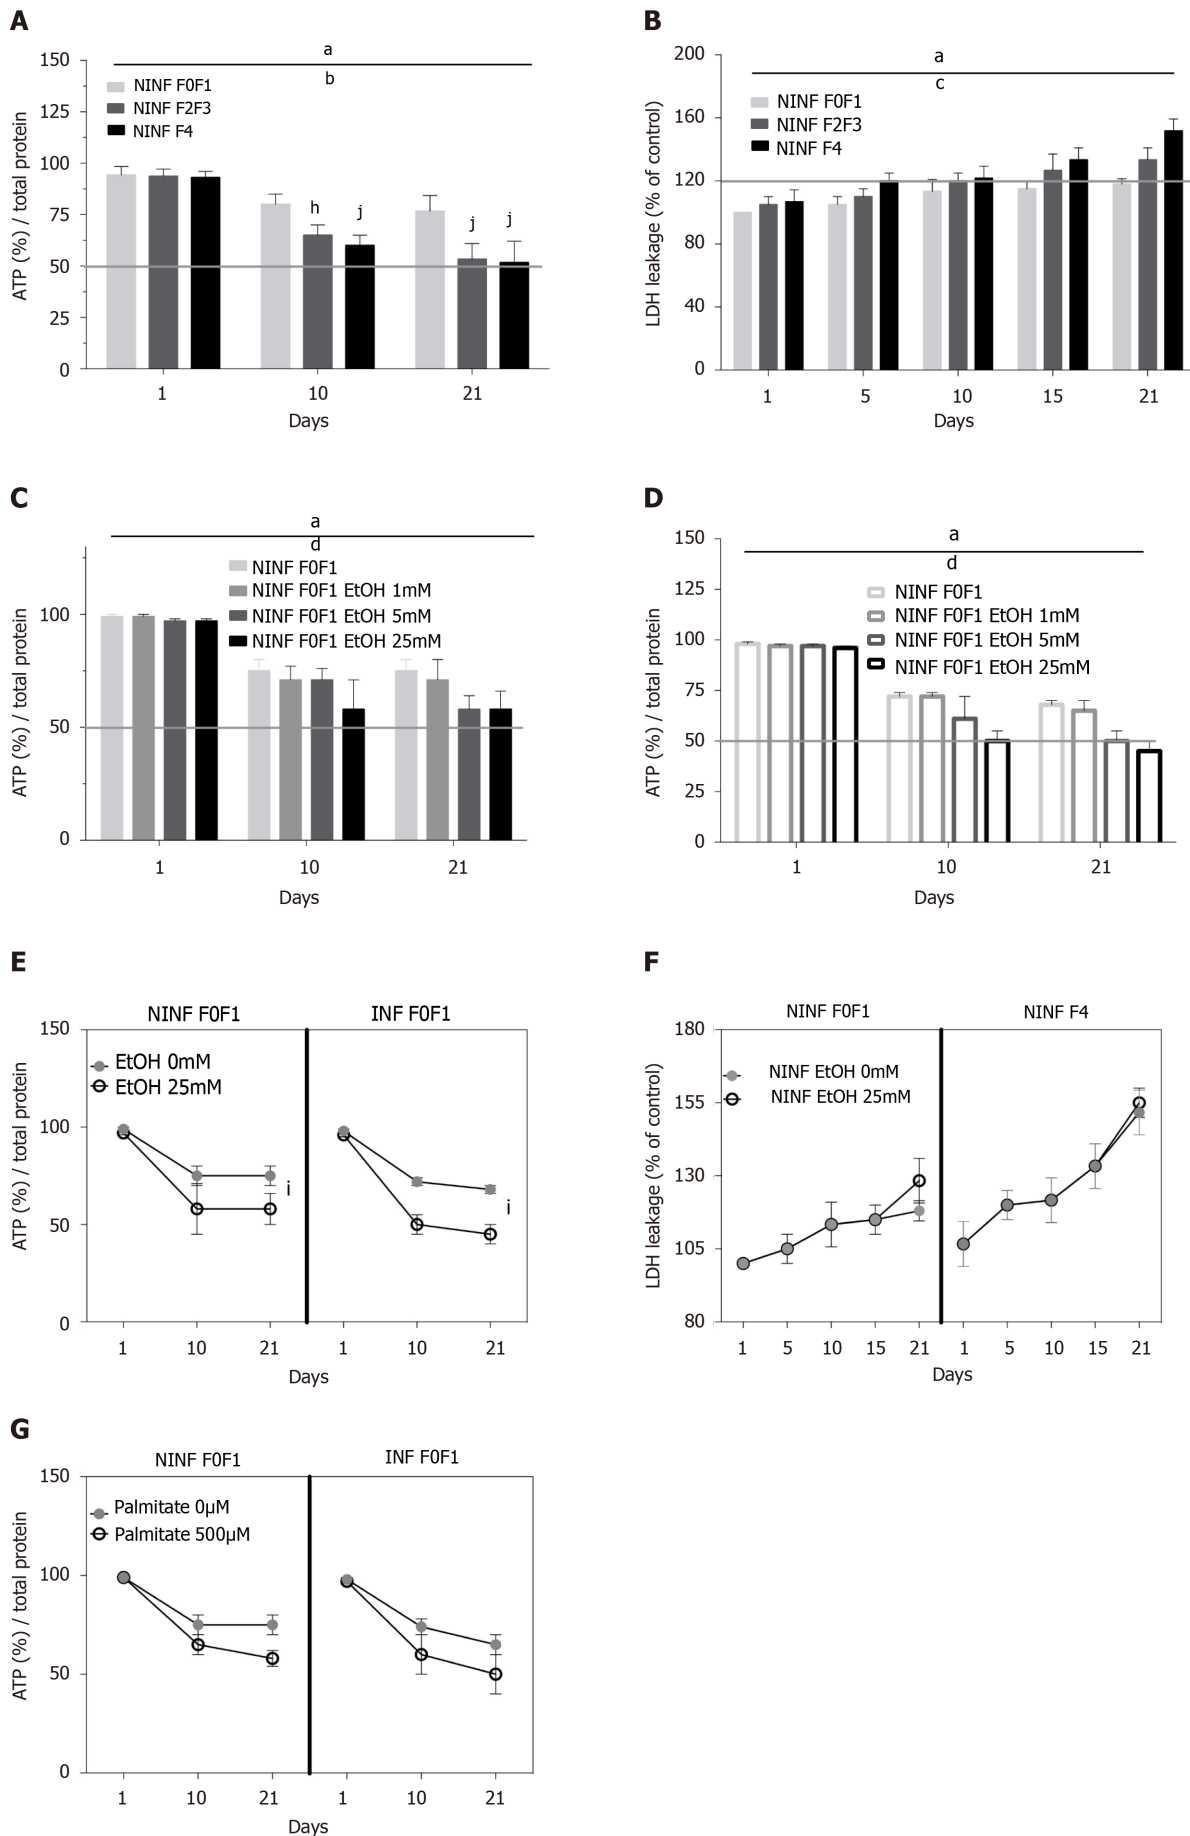 A
a
b
NINF F0F1
NINF F2F3
NINF F4
ATP (%) / total protein
150
125
100
75
50
25
0
h
j
j
j
1 10 21
Days
B
a
c
NINF F0F1
NINF F2F3
NINF F4
LDH leakage (% of control)
200
160
120
80
40
0
1 5 10 15 21
Days
C
a
d
NINF F0F1
NINF F0F1 EtOH 1mM
NINF F0F1 EtOH 5mM
NINF F0F1 EtOH 25mM
ATP (%) / total protein
100
50
0
1 10 21
Days
D
a
d
NINF F0F1
NINF F0F1 EtOH 1mM
NINF F0F1 EtOH 5mM
NINF F0F1 EtOH 25mM
ATP (%) / total protein
150
125
100
75
50
25
0
1 10 21
Days
E
NINF F0F1 INF F0F1
EtOH 0mM
EtOH 25mM
ATP (%) / total protein
150
100
50
0
i
i
1 10 21 1 10 21
Days
F
NINF F0F1 NINF F4
NINF EtOH 0mM
NINF EtOH 25mM
LDH leakage (% of control)
180
155
130
105
80
1 5 10 15 21 1 5 10 15 21
Days
G
NINF F0F1 INF F0F1
Palmitate 0µM
Palmitate 500µM
ATP (%) / total protein
150
100
50
0
1 10 21 1 10 21
Days